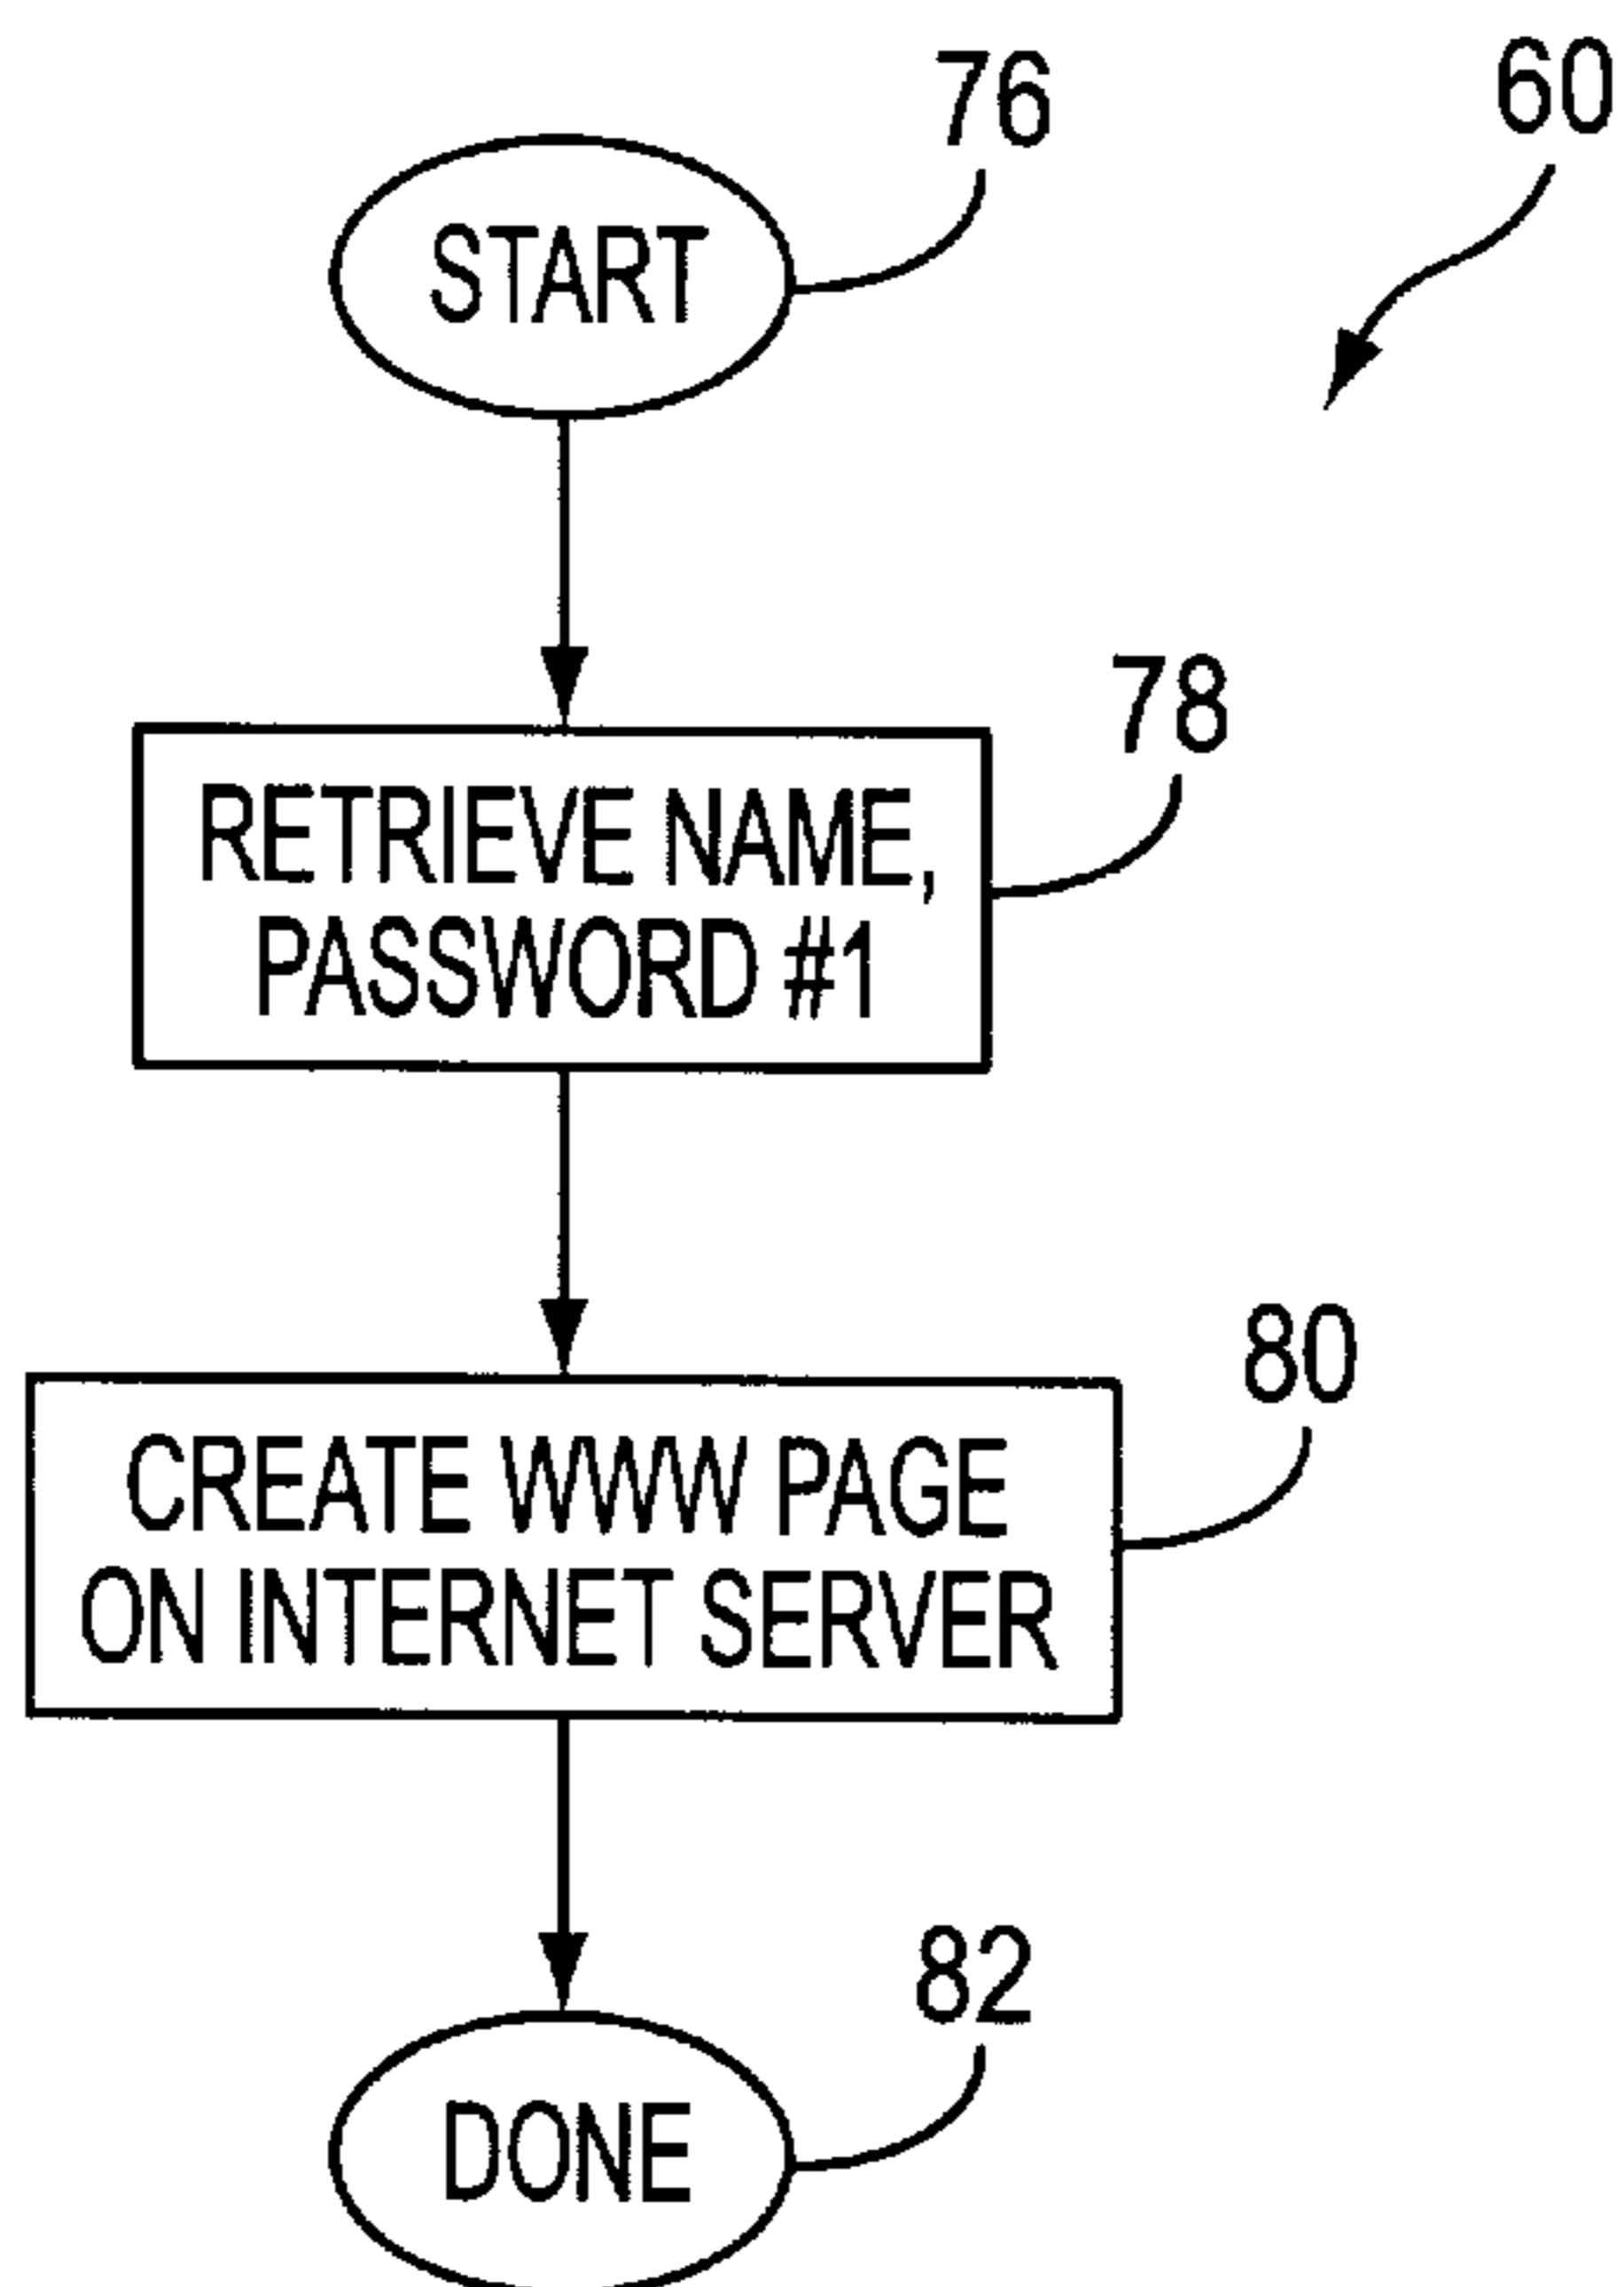 76
60
START
78
RETRIEVE NAME,
PASSWORD #1
80
CREATE WWW PAGE
ON INTERNET SERVER
82
DONE